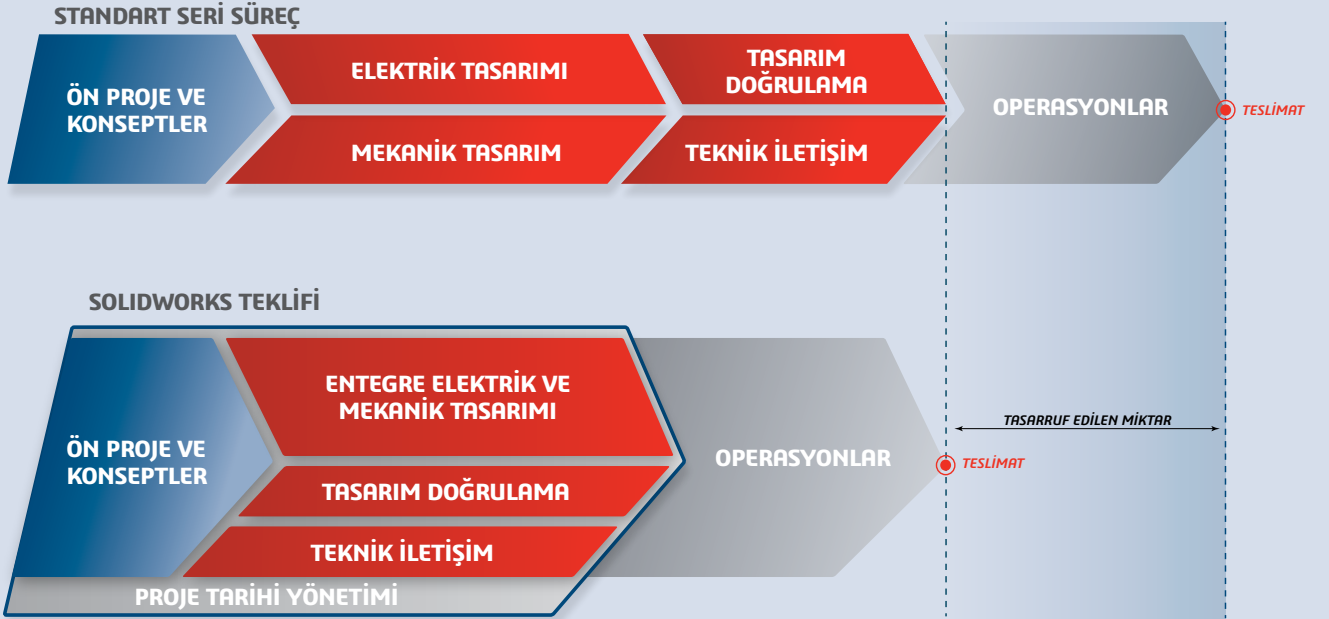 STANDART SERİ SÜREÇ
ÖN PROJE VE
KONSEPTLER
ELEKTRİK TASARIMI
MEKANİK TASARIM
TASARIM
DOĞRULAMA
TEKNİK İLETİŞİM
OPERASYONLAR
TESLİMAT
SOLIDWORKS TEKLİFİ
ÖN PROJE VE
KONSEPTLER
ENTEGRE ELEKTRİK VE
MEKANİK TASARIMI
TASARIM DOĞRULAMA
TEKNİK İLETİŞİM
PROJE TARİHİ YÖNETİMİ
OPERASYONLAR
TESLİMAT
TASARRUF EDİLEN MİKTAR